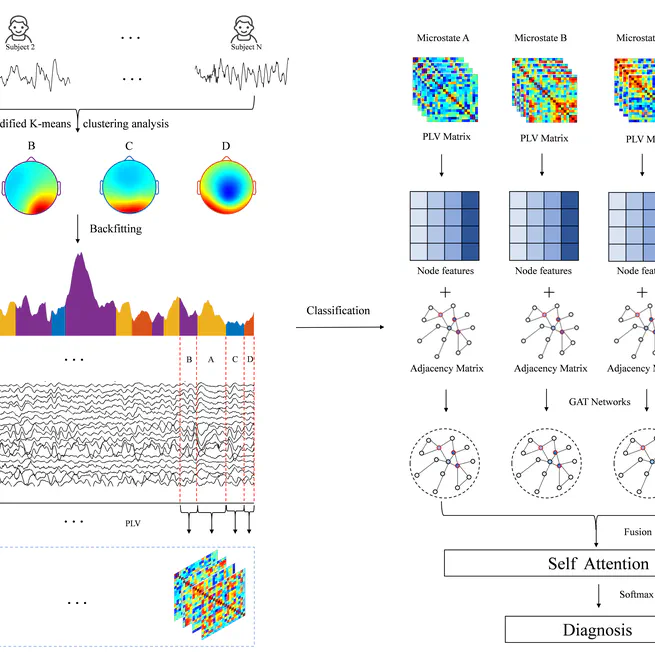 Subject 2
Subject N
. . .
. . .
dified K-means clustering analysis
B
C
D
Backfitting
. . .
B A C D
. . .
PLV
. . .
Classification
Microstate A
Microstate B
Microstat
PLV Matrix
PLV Matrix
PLV M
Node features
Node features
Node featu
+
+
+
Adjacency Matrix
Adjacency Matrix
Adjacency M
GAT Networks
Fusion
Self Attention
Softmax
Diagnosis